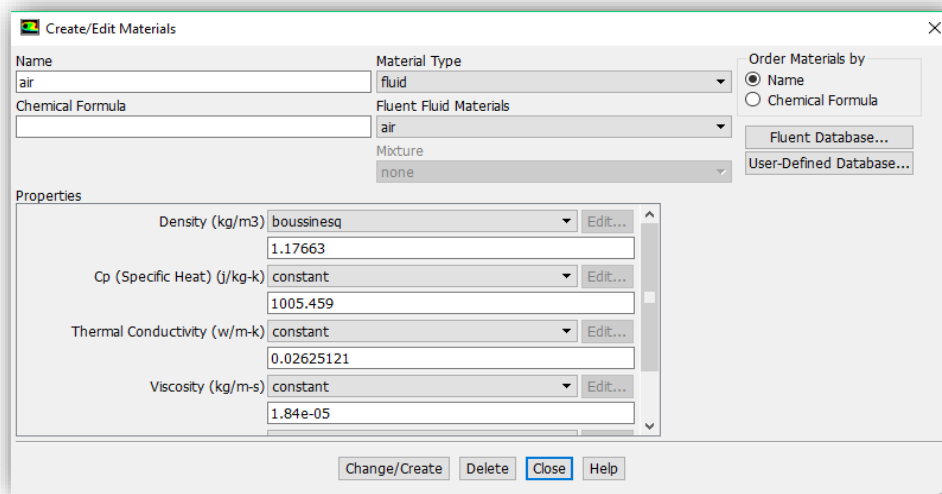 Create/Edit Materials
Name
air
Material Type
fluid
Order Materials by
Name
Chemical Formula
Chemical Formula
Fluent Fluid Materials
air
Fluent Database...
Mixture
none
User-Defined Database...
Properties
Density (kg/m3) boussinesq Edit...
1.17663
Cp (Specific Heat) (j/kg-k) constant Edit...
1005.459
Thermal Conductivity (w/m-k) constant Edit...
0.02625121
Viscosity (kg/m-s) constant Edit...
1.84e-05
Change/Create Delete Close Help